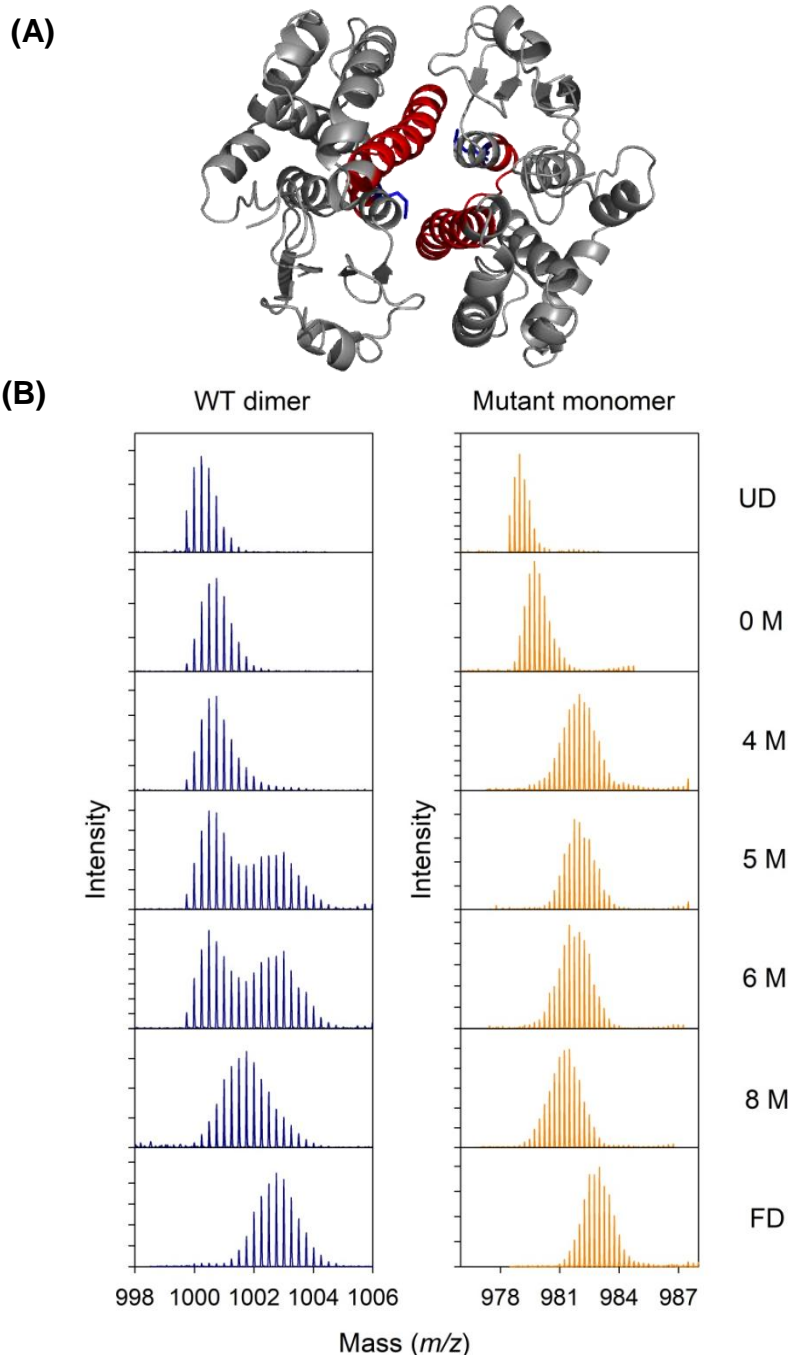 (A)
(B)
WT dimer
Mutant monomer
UD
0 M
4 M
5 M
6 M
8 M
FD
Intensity
Intensity
998 1000 1002 1004 1006
978 981 984 987
Mass (m/z)